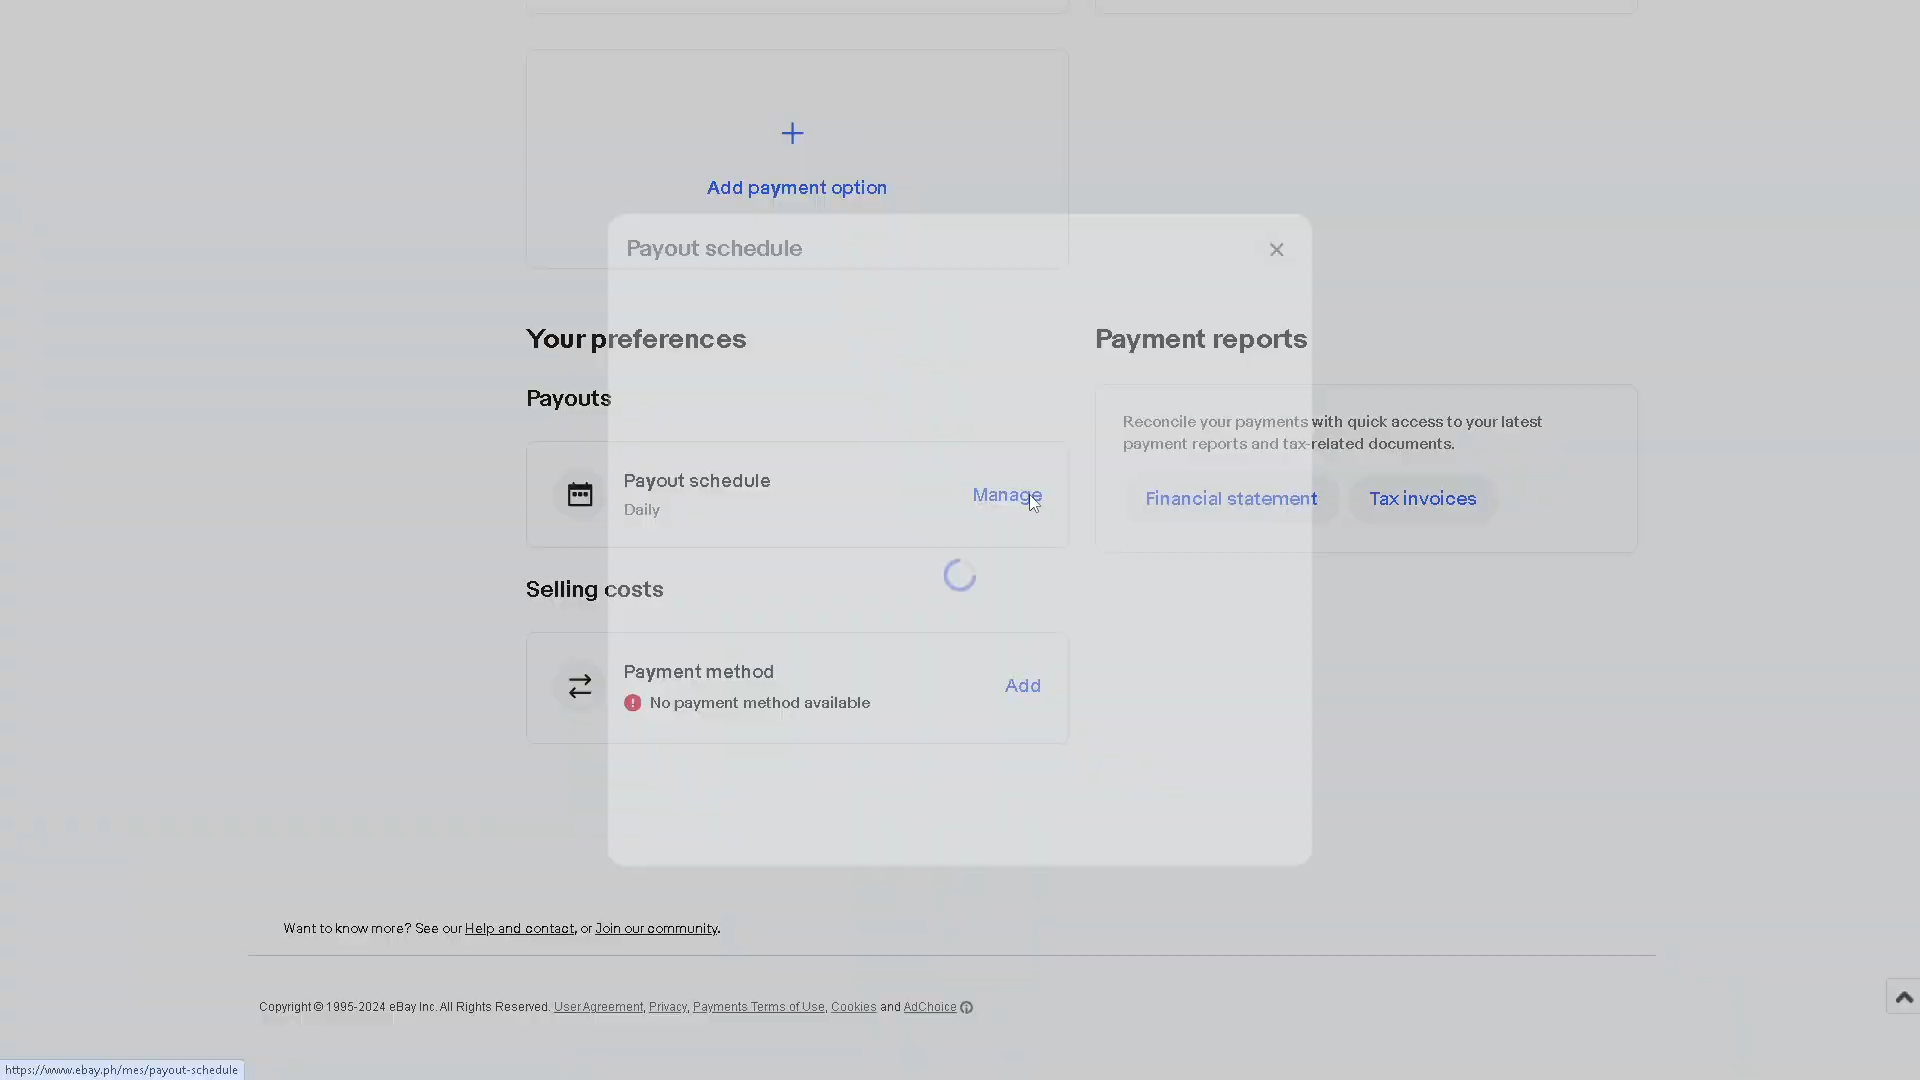 Add payment option
Payout schedule
Your preferences
Payment reports
Payouts
Reconcile your payments with quick access to your latest
payment reports and tax-related documents.
Payout schedule
Daily
Manage
Financial statement
Tax invoices
Selling costs
Payment method
No payment method available
Add
Want to know more? See our Help and contact, or Join our community.
Copyright © 1995-2024 eBay Inc. All Rights Reserved. User Agreement, Privacy, Payments Terms of Use, Cookies and AdChoice
https://www.ebay.ph/mes/payout-schedule